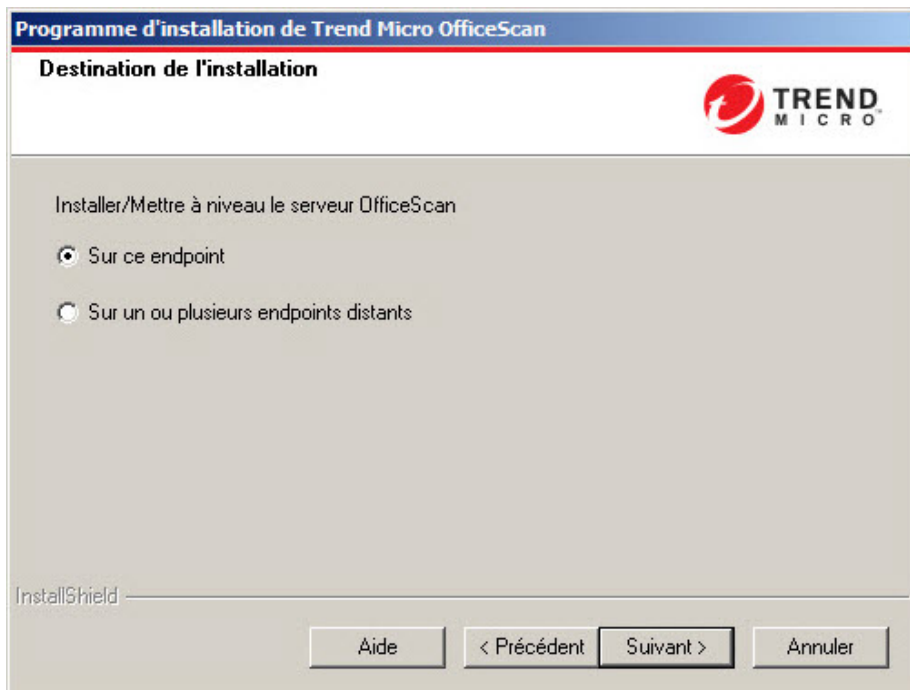 Programme d'installation de Trend Micro OfficeScan
Destination de l'installation
TREND
MICRO™
Installer/Mettre à niveau le serveur OfficeScan
Sur ce endpoint
Sur un ou plusieurs endpoints distants
InstallShield
Aide
< Précédent
Suivant >
Annuler